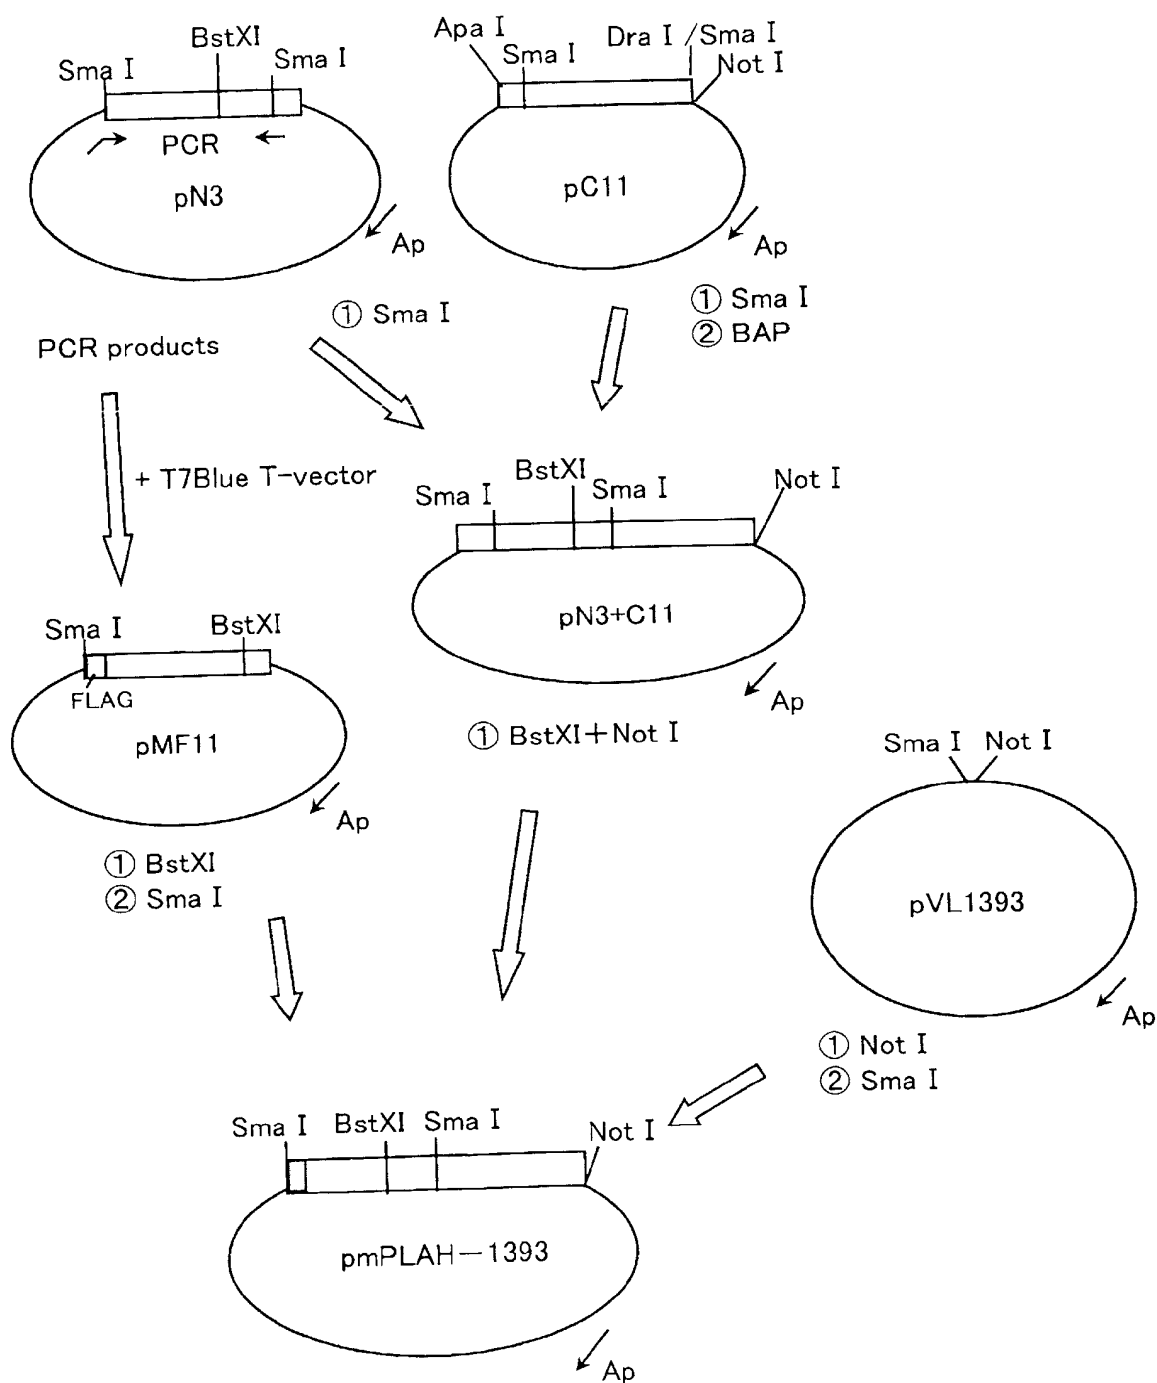 BstXI
Sma I
Sma I
PCR
pN3
Ap
① Sma I
Apa I
Sma I
Dra I / Sma I
Not I
pC11
Ap
① Sma I
② BAP
PCR products
+ T7Blue T-vector
Sma I
BstXI
Sma I
Not I
pN3+C11
Ap
① BstXI+Not I
Sma I
BstXI
FLAG
pMF11
Ap
① BstXI
② Sma I
Sma I
Not I
pVL1393
Ap
① Not I
② Sma I
Sma I
BstXI
Sma I
Not I
pmPLAH-1393
Ap